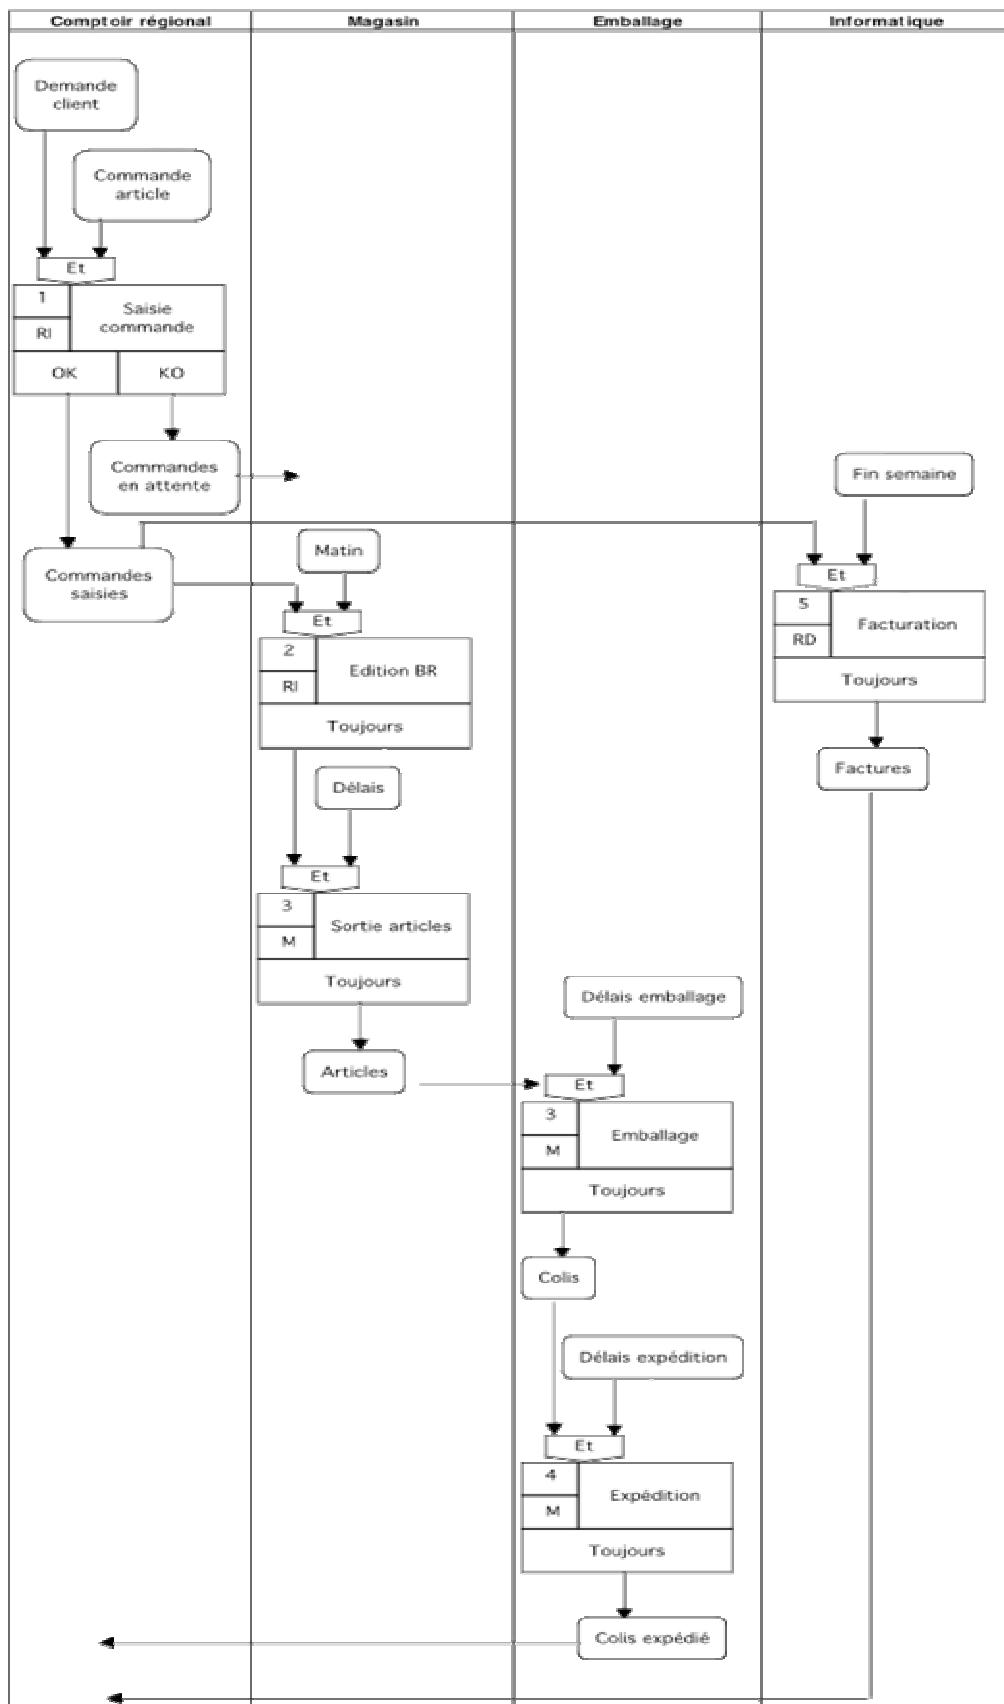 Comptoir régional
Magasin
Emballage
Informatique
Demande
client
Commande
article
Et
1
Saisie
commande
RI
OK
KO
Commandes
en attente
Fin semaine
Matin
Commandes
saisies
Et
5
Facturation
RD
Toujours
Et
2
Edition BR
RI
Toujours
Factures
Délais
Et
3
Sortie articles
M
Toujours
Délais emballage
Articles
Et
3
Emballage
M
Toujours
Colis
Délais expédition
Et
4
Expédition
M
Toujours
Colis expédié